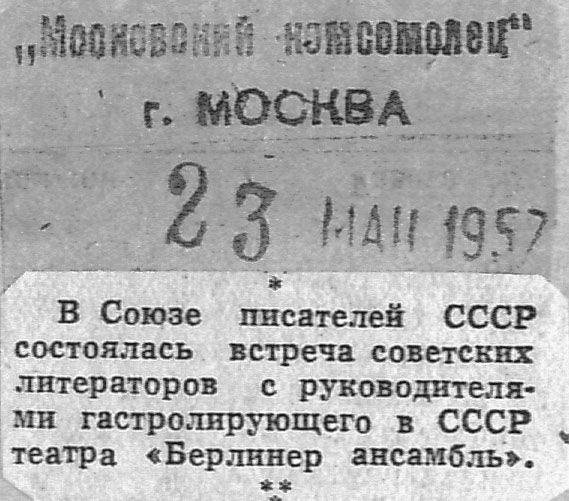 „Московский комсомолец“
г. МОСКВА
23 МАЙ 1957
*
В Союзе писателей СССР
состоялась встреча советских
литераторов с руководителя-
ми гастролирующего в СССР
театра «Берлинер ансамбль».
**
*